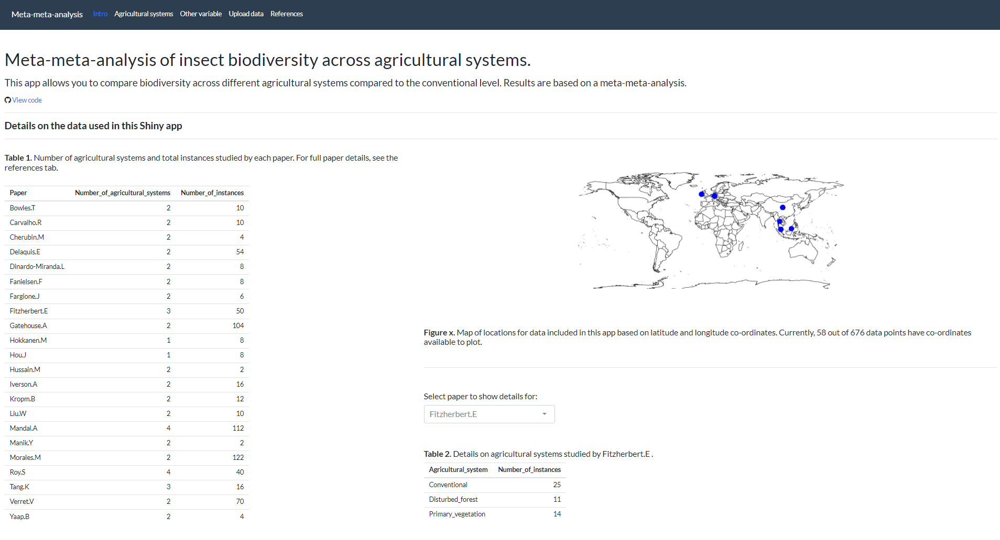 Meta-meta-analysis Intro Agricultural systems Other variable Upload data References
Meta-meta-analysis of insect biodiversity across agricultural systems.
This app allows you to compare biodiversity across different agricultural systems compared to the conventional level. Results are based on a meta-meta-analysis.
View code
Details on the data used in this Shiny app
Table 1. Number of agricultural systems and total instances studied by each paper. For full paper details, see the
references tab.
Paper Number_of_agricultural_systems Number_of_instances
Bowles.T 2 10
Carvalho.R 2 10
Cherubin.M 2 4
Delaquis.E 2 54
Dinardo-Miranda.L 2 8
Fanielsen.F 2 8
Fargione.J 2 6
Fitzherbert.E 3 50
Gatehouse.A 2 104
Hokkanen.M 1 8
Hou.J 1 8
Hussain.M 2 2
Iverson.A 2 16
Kropm.B 2 12
Liu.W 2 10
Mandal.A 4 112
Manik.Y 2 2
Morales.M 2 122
Roy.S 4 40
Tang.K 3 16
Verret.V 2 70
Yaap.B 2 4
Figure x. Map of locations for data included in this app based on latitude and longitude co-ordinates. Currently, 58 out of 676 data points have co-ordinates
available to plot.
Select paper to show details for:
Fitzherbert.E
Table 2. Details on agricultural systems studied by Fitzherbert.E .
Agricultural_system Number_of_instances
Conventional 25
Disturbed_forest 11
Primary_vegetation 14